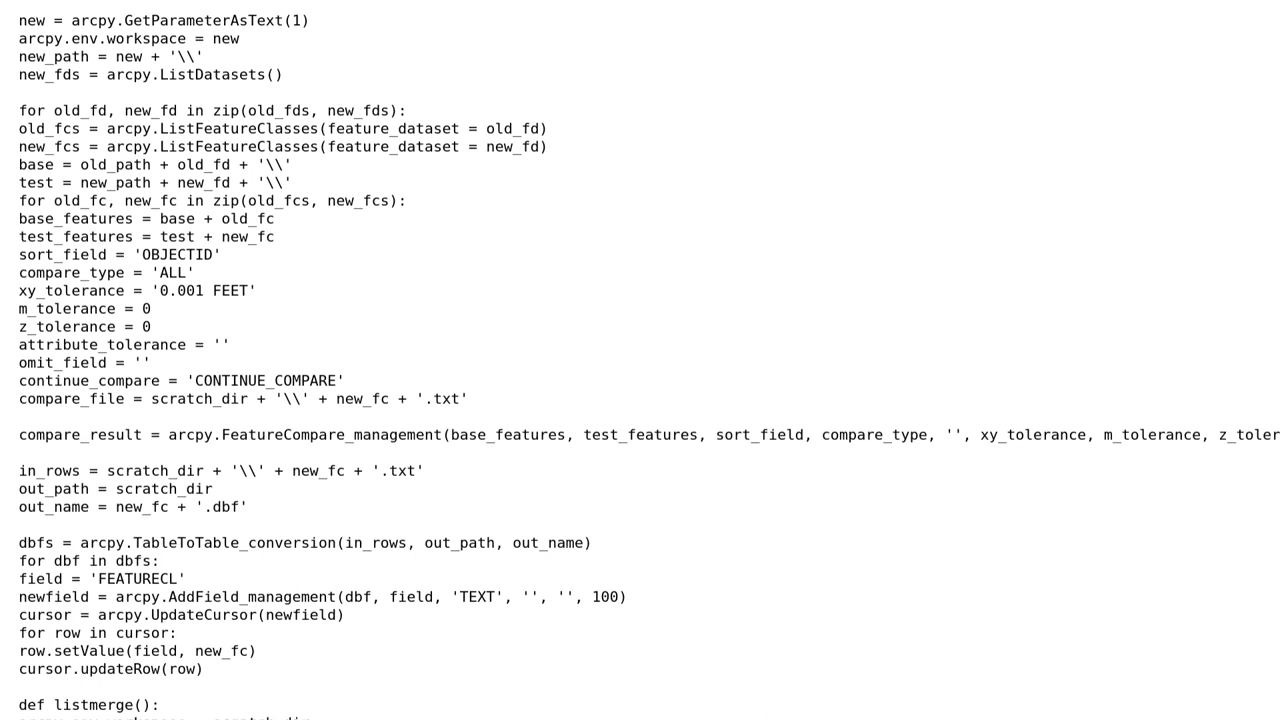 new = arcpy.GetParameterAsText(1)
arcpy.env.workspace = new
new_path = new + '\\'
new_fds = arcpy.ListDatasets()
for old_fd, new_fd in zip(old_fds, new_fds):
old_fcs = arcpy.ListFeatureClasses(feature_dataset = old_fd)
new_fcs = arcpy.ListFeatureClasses(feature_dataset = new_fd)
base = old_path + old_fd + '\\'
test = new_path + new_fd + '\\'
for old_fc, new_fc in zip(old_fcs, new_fcs):
base_features = base + old_fc
test_features = test + new_fc
sort_field = 'OBJECTID'
compare_type = 'ALL'
xy_tolerance = '0.001 FEET'
m_tolerance = 0
z_tolerance = 0
attribute_tolerance = ''
omit_field = ''
continue_compare = 'CONTINUE_COMPARE'
compare_file = scratch_dir + '\\' + new_fc + '.txt'
compare_result = arcpy.FeatureCompare_management(base_features, test_features, sort_field, compare_type, '', xy_tolerance, m_tolerance, z_toler
in_rows = scratch_dir + '\\' + new_fc + '.txt'
out_path = scratch_dir
out_name = new_fc + '.dbf'
dbfs = arcpy.TableToTable_conversion(in_rows, out_path, out_name)
for dbf in dbfs:
field = 'FEATURECL'
newfield = arcpy.AddField_management(dbf, field, 'TEXT', '', '', 100)
cursor = arcpy.UpdateCursor(newfield)
for row in cursor:
row.setValue(field, new_fc)
cursor.updateRow(row)
def listmerge():